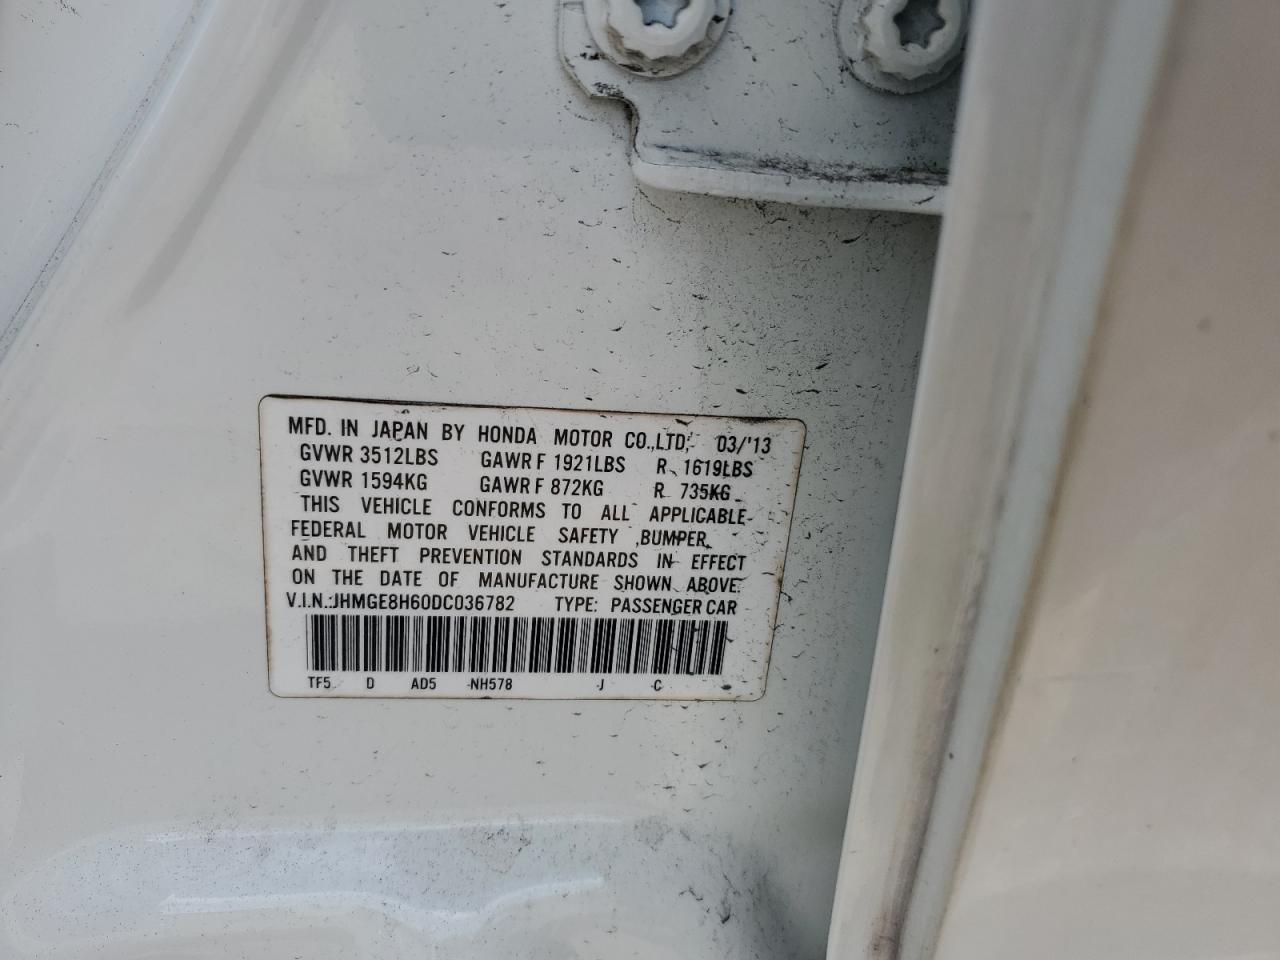 MFD. IN JAPAN BY HONDA MOTOR CO.,LTD, 03/'13
GVWR 3512LBS GAWR F 1921LBS R 1619LBS
GVWR 1594KG GAWR F 872KG R 735KG
THIS VEHICLE CONFORMS TO ALL APPLICABLE
FEDERAL MOTOR VEHICLE SAFETY ,BUMPER,
AND THEFT PREVENTION STANDARDS IN EFFECT
ON THE DATE OF MANUFACTURE SHOWN ABOVE.
V.I.N.:JHMGE8H60DC036782 TYPE: PASSENGER CAR
TF5 D AD5 NH578 J C